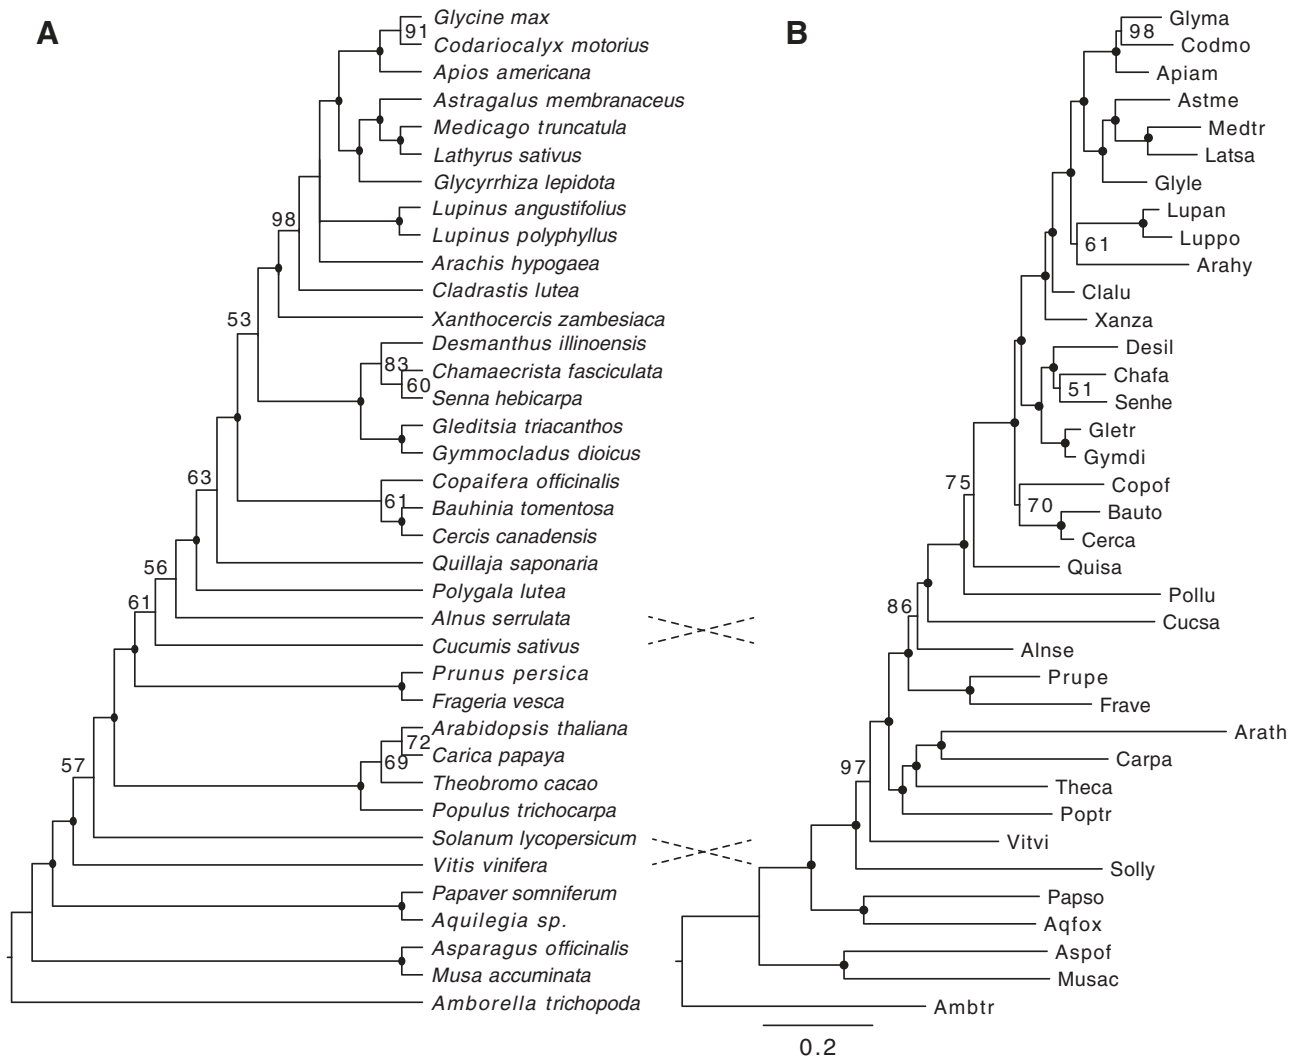 A
Glycine max
91
Codariocalyx motorius
Apios americana
Astragalus membranaceus
Medicago truncatula
Lathyrus sativus
Glycyrrhiza lepidota
Lupinus angustifolius
98
Lupinus polyphyllus
Arachis hypogaea
Cladrastis lutea
53
Xanthocercis zambesiaca
Desmanthus illinoensis
83
Chamaecrista fasciculata
60
Senna hebicarpa
Gleditsia triacanthos
Gymmocladus dioicus
63
Copaifera officinalis
61
Bauhinia tomentosa
Cercis canadensis
56
Quillaja saponaria
Polygala lutea
61
Alnus serrulata
Cucumis sativus
Prunus persica
Frageria vesca
Arabidopsis thaliana
72
Carica papaya
57
69
Theobromo cacao
Populus trichocarpa
Solanum lycopersicum
Vitis vinifera
Papaver somniferum
Aquilegia sp.
Asparagus officinalis
Musa accuminata
Amborella trichopoda
B
Glyma
98
Codmo
Apiam
Astme
Medtr
Latsa
Glyle
Lupan
Luppo
61
Arahy
Clalu
Xanza
Desil
Chafa
51
Senhe
Gletr
Gymdi
75
Copof
70
Bauto
Cerca
Quisa
Pollu
86
Cucsa
Alnse
Prupe
Frave
Arath
97
Carpa
Theca
Poptr
Vitvi
Solly
Papso
Aqfox
Aspof
Musac
Ambtr
0.2